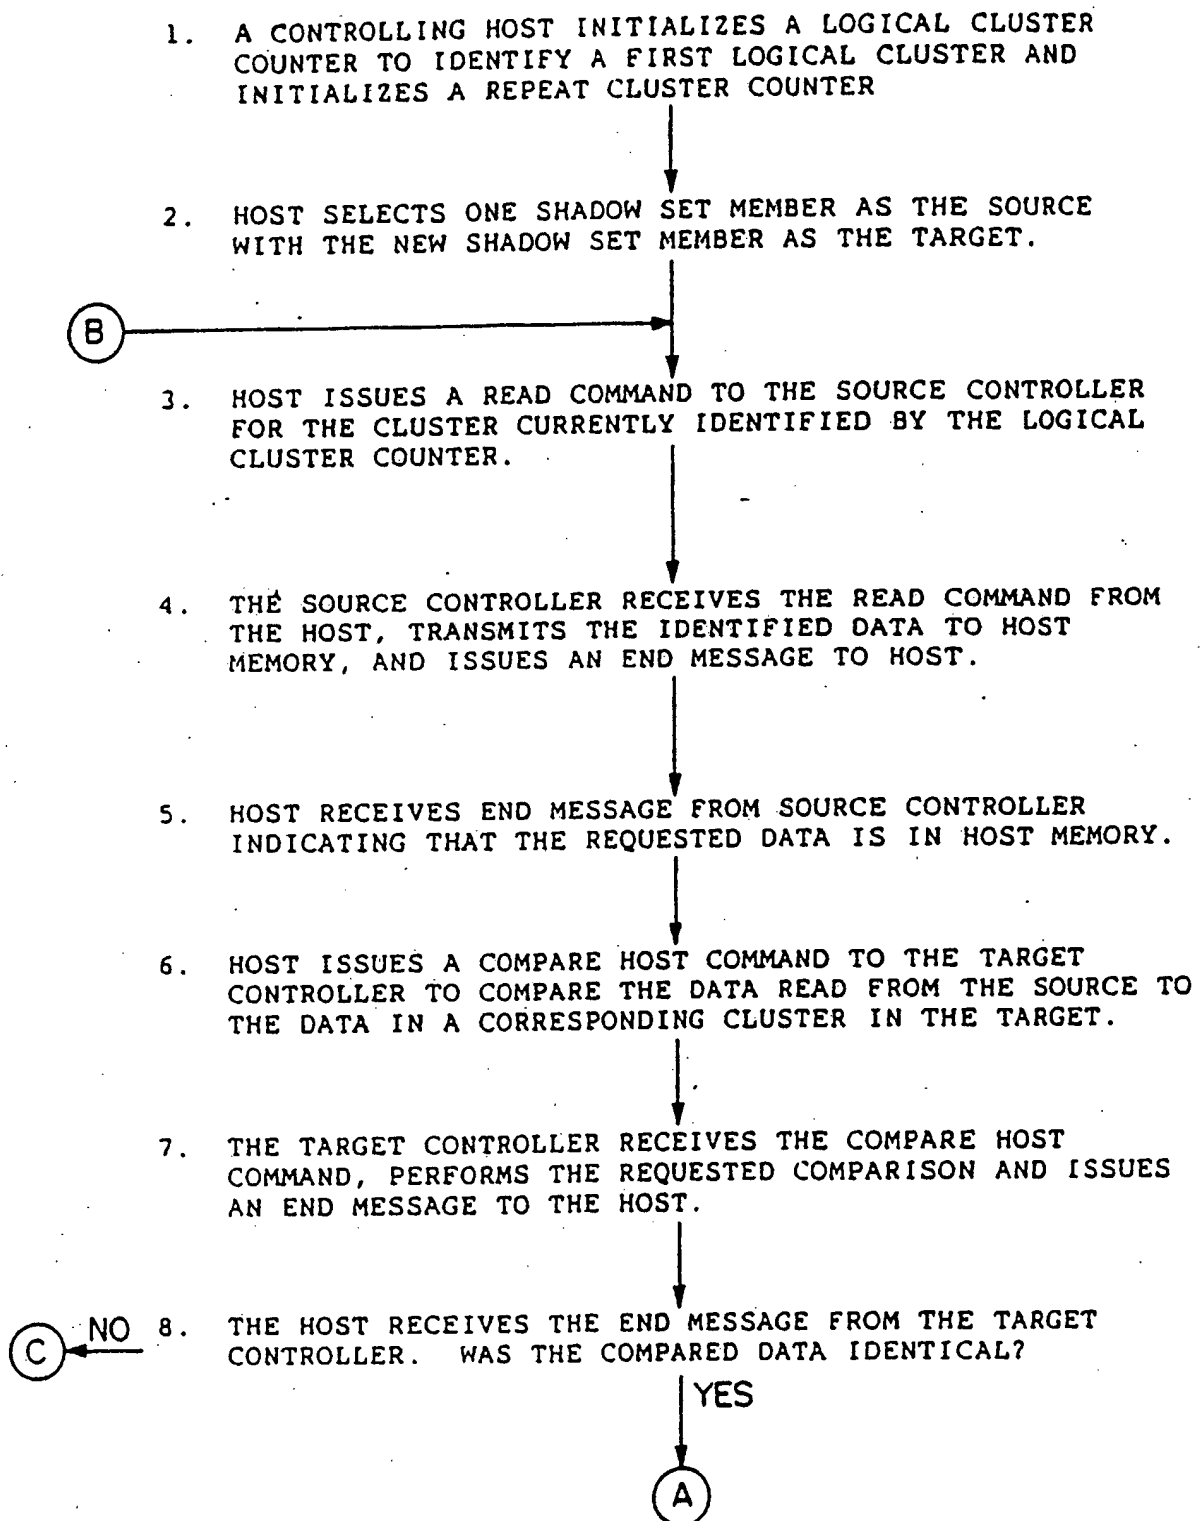 1. A CONTROLLING HOST INITIALIZES A LOGICAL CLUSTER
COUNTER TO IDENTIFY A FIRST LOGICAL CLUSTER AND
INITIALIZES A REPEAT CLUSTER COUNTER
2. HOST SELECTS ONE SHADOW SET MEMBER AS THE SOURCE
WITH THE NEW SHADOW SET MEMBER AS THE TARGET.
B
3. HOST ISSUES A READ COMMAND TO THE SOURCE CONTROLLER
FOR THE CLUSTER CURRENTLY IDENTIFIED BY THE LOGICAL
CLUSTER COUNTER.
4. THE SOURCE CONTROLLER RECEIVES THE READ COMMAND FROM
THE HOST, TRANSMITS THE IDENTIFIED DATA TO HOST
MEMORY, AND ISSUES AN END MESSAGE TO HOST.
5. HOST RECEIVES END MESSAGE FROM SOURCE CONTROLLER
INDICATING THAT THE REQUESTED DATA IS IN HOST MEMORY.
6. HOST ISSUES A COMPARE HOST COMMAND TO THE TARGET
CONTROLLER TO COMPARE THE DATA READ FROM THE SOURCE TO
THE DATA IN A CORRESPONDING CLUSTER IN THE TARGET.
7. THE TARGET CONTROLLER RECEIVES THE COMPARE HOST
COMMAND, PERFORMS THE REQUESTED COMPARISON AND ISSUES
AN END MESSAGE TO THE HOST.
C NO 8. THE HOST RECEIVES THE END MESSAGE FROM THE TARGET
CONTROLLER. WAS THE COMPARED DATA IDENTICAL?
YES
A